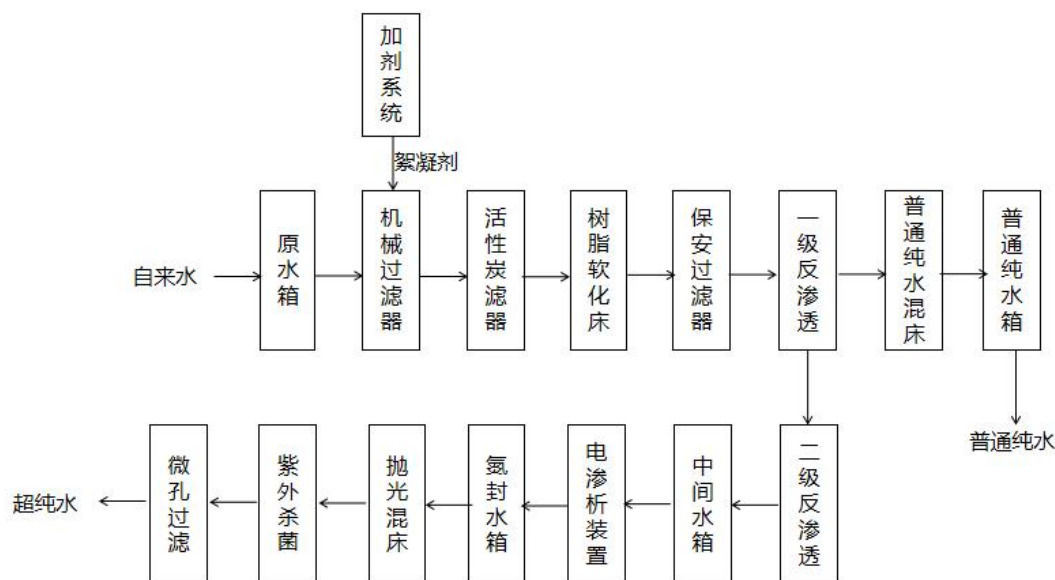 加剂系统
絮凝剂
自来水
原水箱
机械过滤器
活性炭滤器
树脂软化床
保安过滤器
一级反渗透
普通纯水混床
普通纯水箱
普通纯水
二级反渗透
中间水箱
电渗析装置
氮封水箱
抛光混床
紫外杀菌
微孔过滤
超纯水